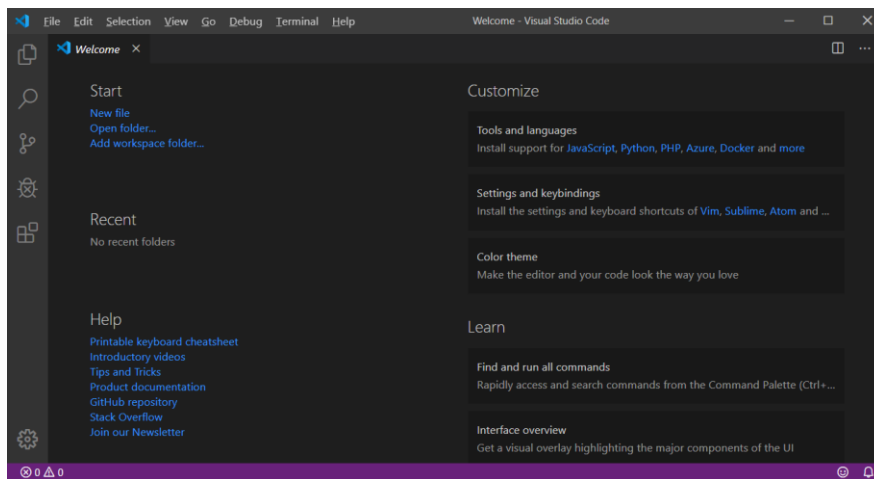 File Edit Selection View Go Debug Terminal Help Welcome - Visual Studio Code
Welcome
Start
New file
Open folder...
Add workspace folder...
Recent
No recent folders
Help
Printable keyboard cheatsheet
Introductory videos
Tips and Tricks
Product documentation
GitHub repository
Stack Overflow
Join our Newsletter
Customize
Tools and languages
Install support for JavaScript, Python, PHP, Azure, Docker and more
Settings and keybindings
Install the settings and keyboard shortcuts of Vim, Sublime, Atom and ...
Color theme
Make the editor and your code look the way you love
Learn
Find and run all commands
Rapidly access and search commands from the Command Palette (Ctrl+...
Interface overview
Get a visual overlay highlighting the major components of the UI
0 0